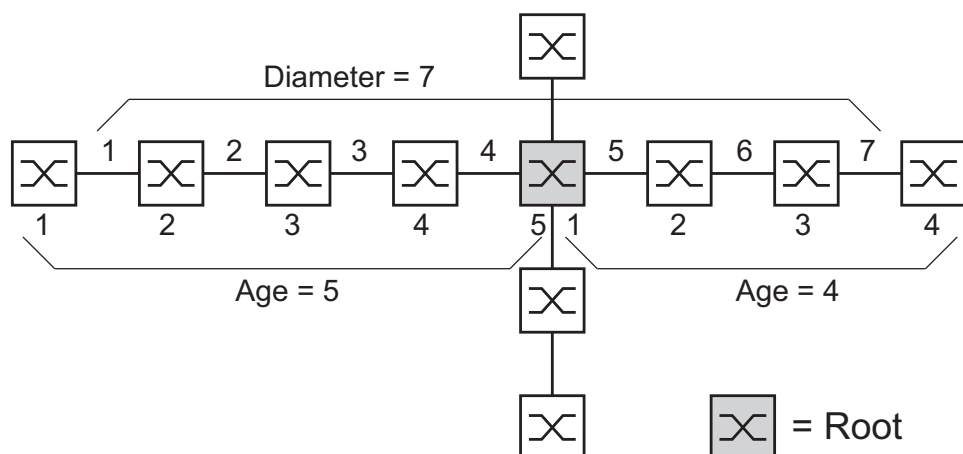 Diameter = 7
1 2 3 4 5 6 7
1 2 3 4 5 1 2 3 4
Age = 5 Age = 4
= Root